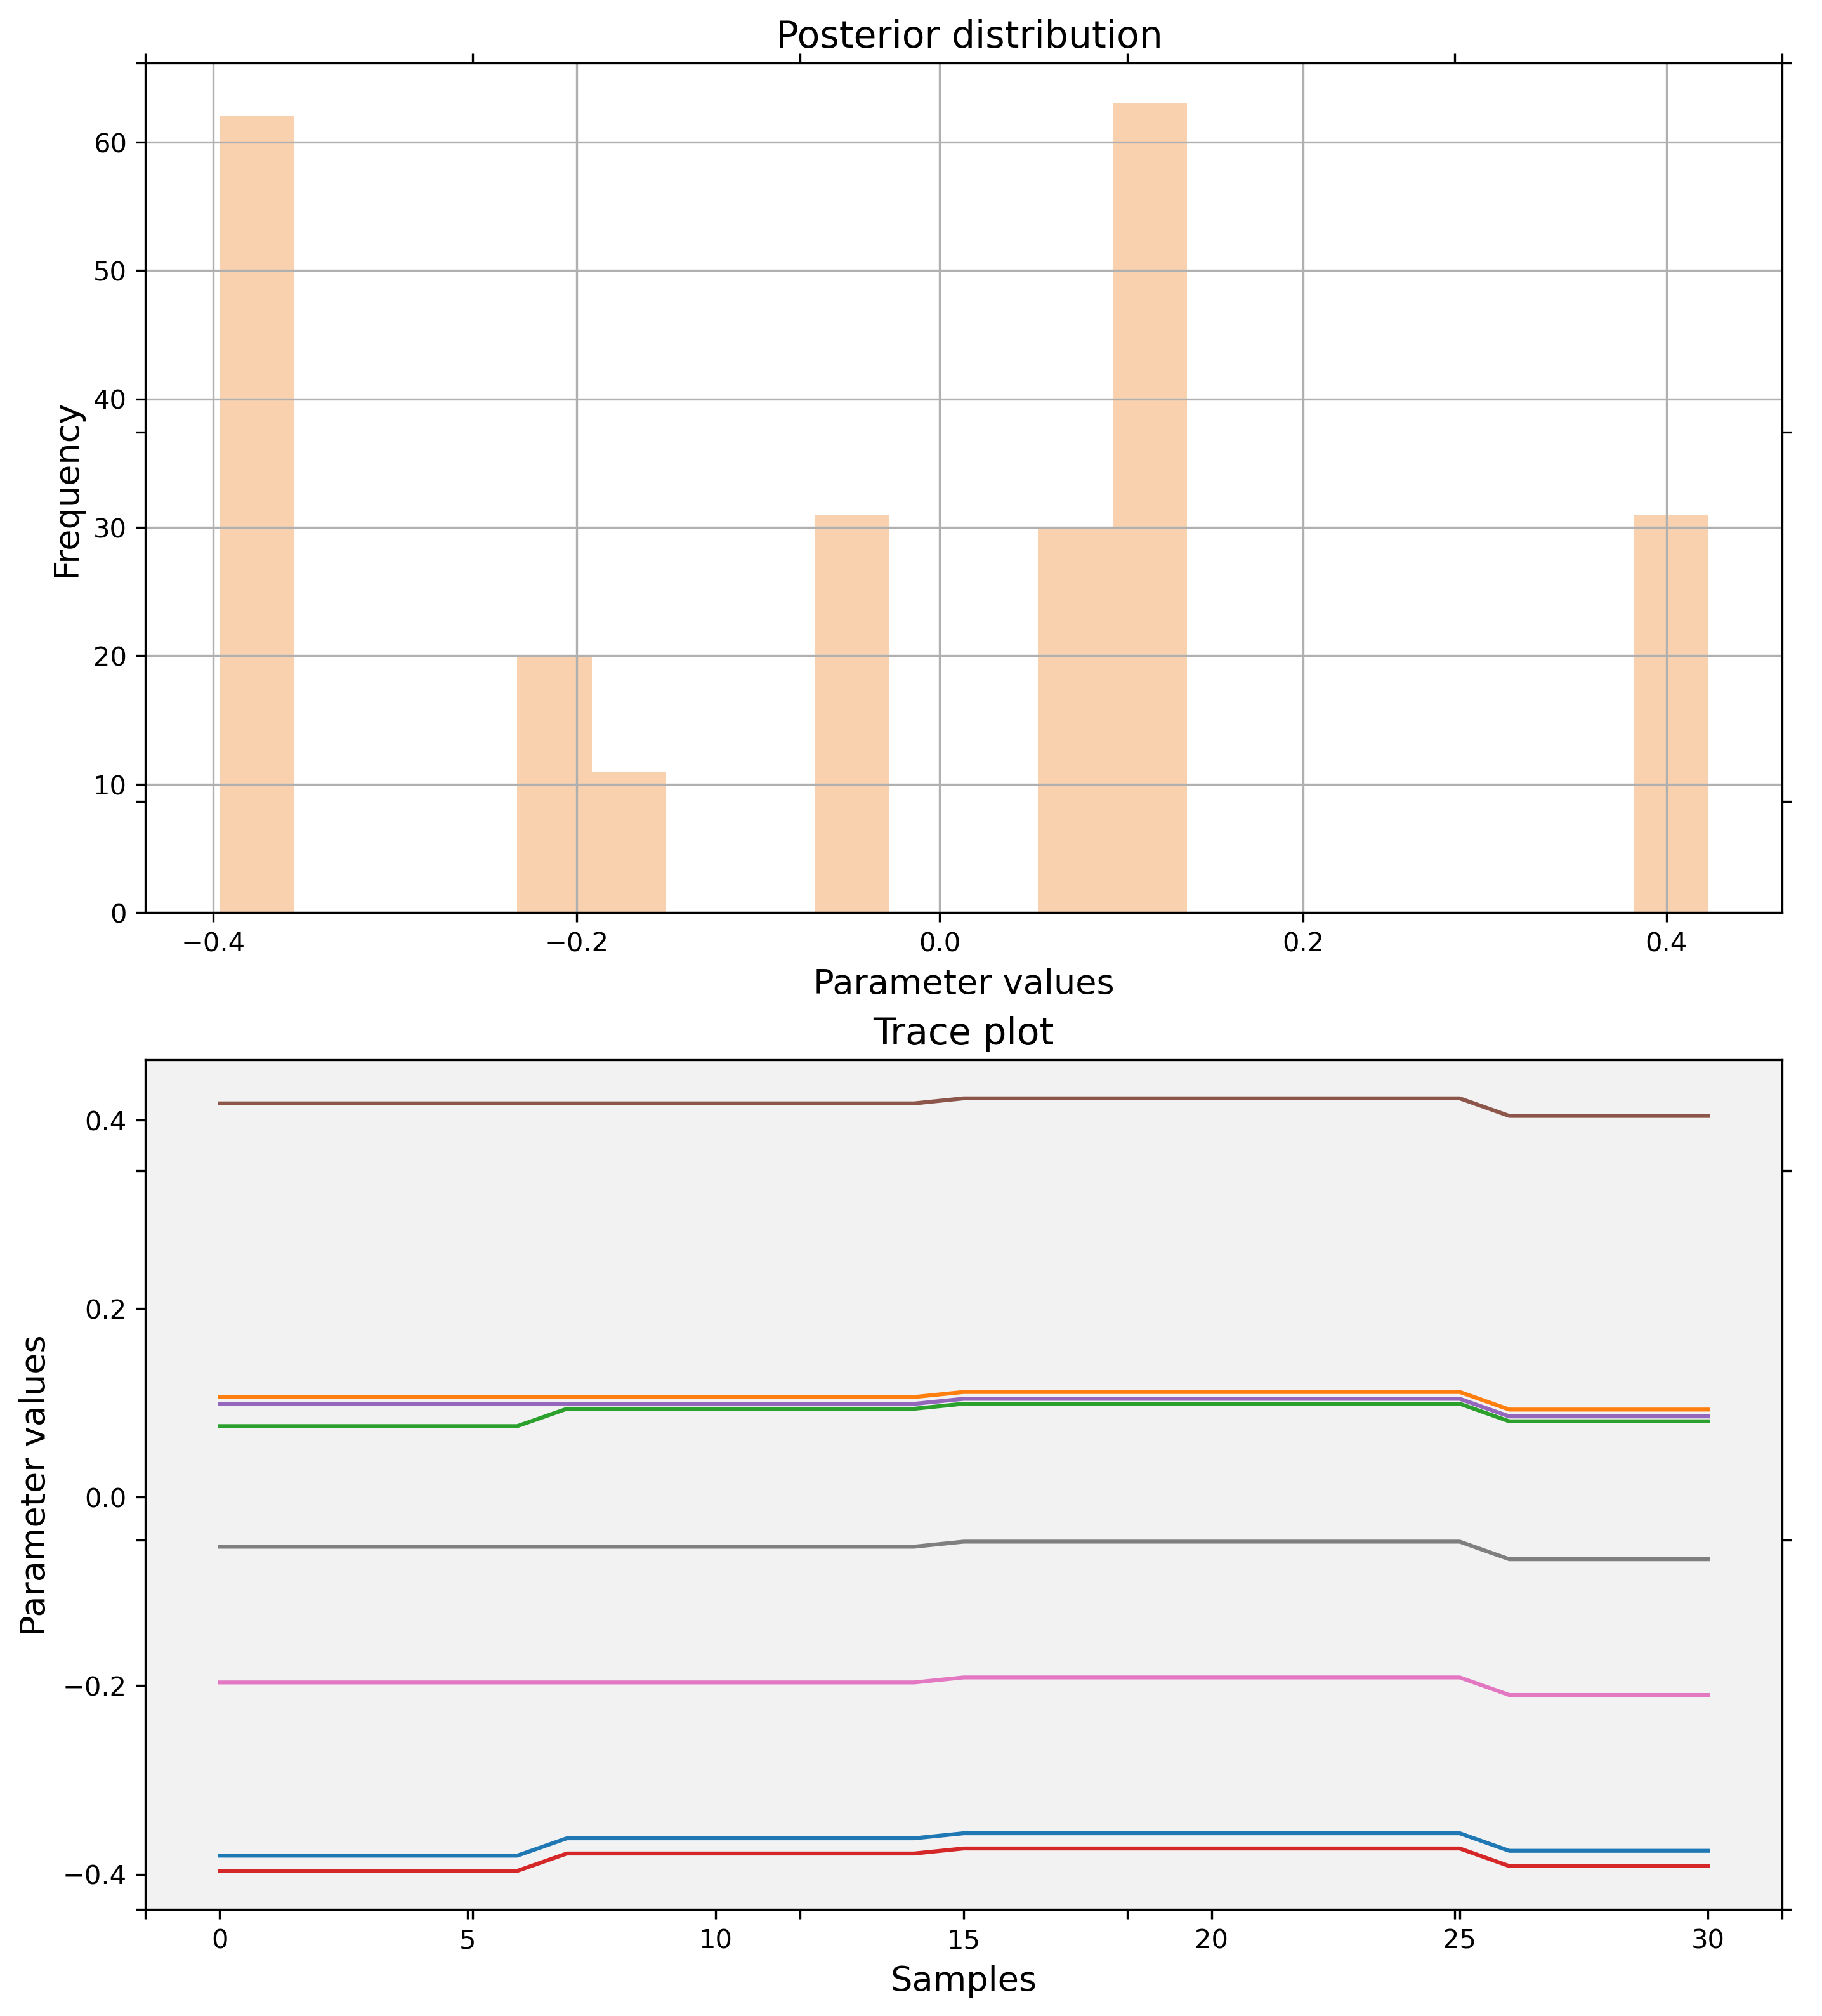 Posterior distribution
60
50
40
30
20
10
0
Frequency
−0.4 −0.2 0.0 0.2 0.4
Parameter values
Trace plot
0.4
0.2
0.0
−0.2
−0.4
Parameter values
0 5 10 15 20 25 30
Samples